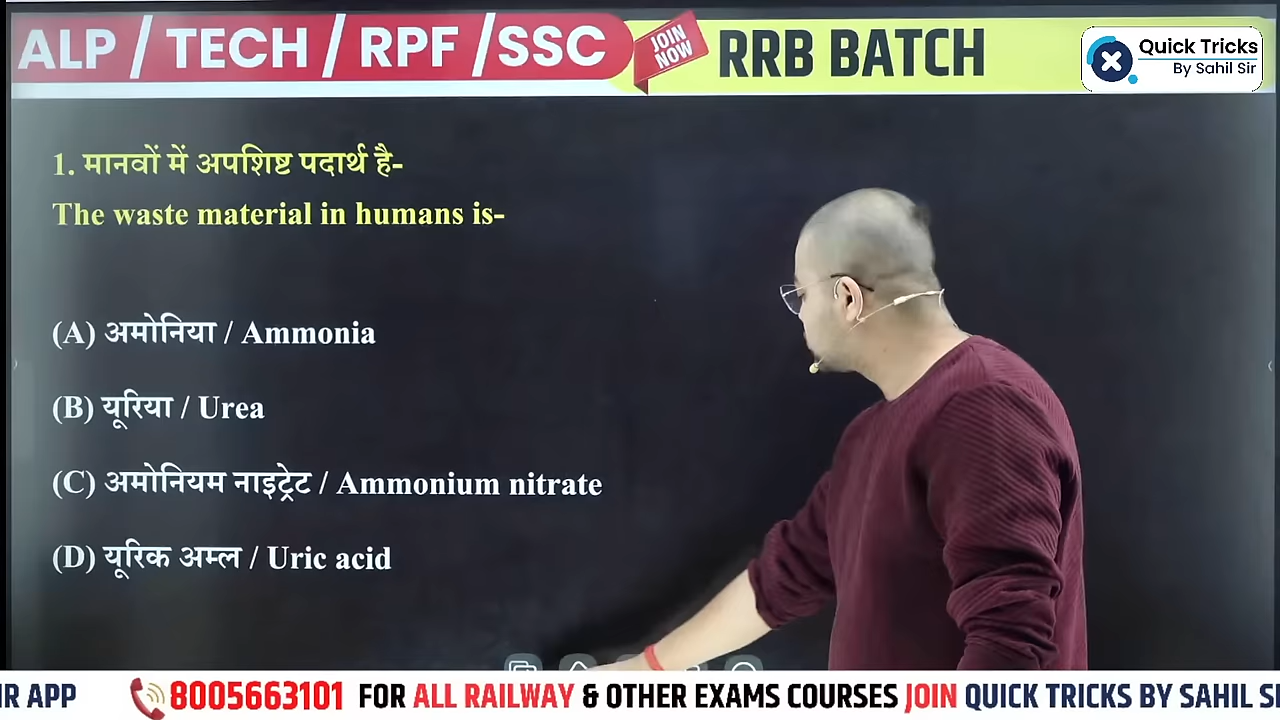 ALP / TECH / RPF / SSC JOIN NOW RRB BATCH
Quick Tricks
By Sahil Sir
1. मानवों में अपशिष्ट पदार्थ है-
The waste material in humans is-
(A) अमोनिया / Ammonia
(B) यूरिया / Urea
(C) अमोनियम नाइट्रेट / Ammonium nitrate
(D) यूरिक अम्ल / Uric acid
APP 8005663101 FOR ALL RAILWAY & OTHER EXAMS COURSES JOIN QUICK TRICKS BY SAHIL